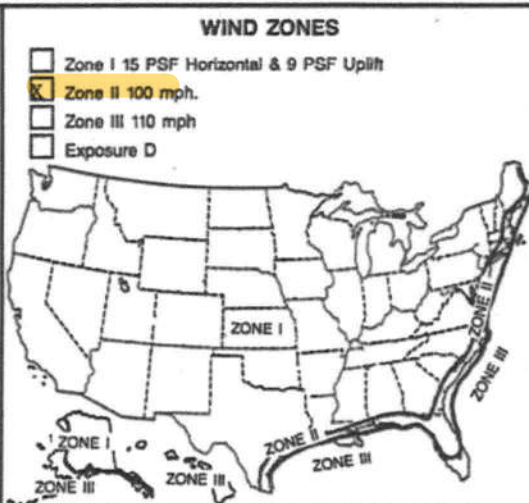 WIND ZONES
Zone I 15 PSF Horizontal & 9 PSF Uplift
X Zone II 100 mph.
Zone III 110 mph
Exposure D
ZONE I
ZONE II
ZONE III
ZONE II
ZONE III
ZONE I
ZONE III
ZONE III